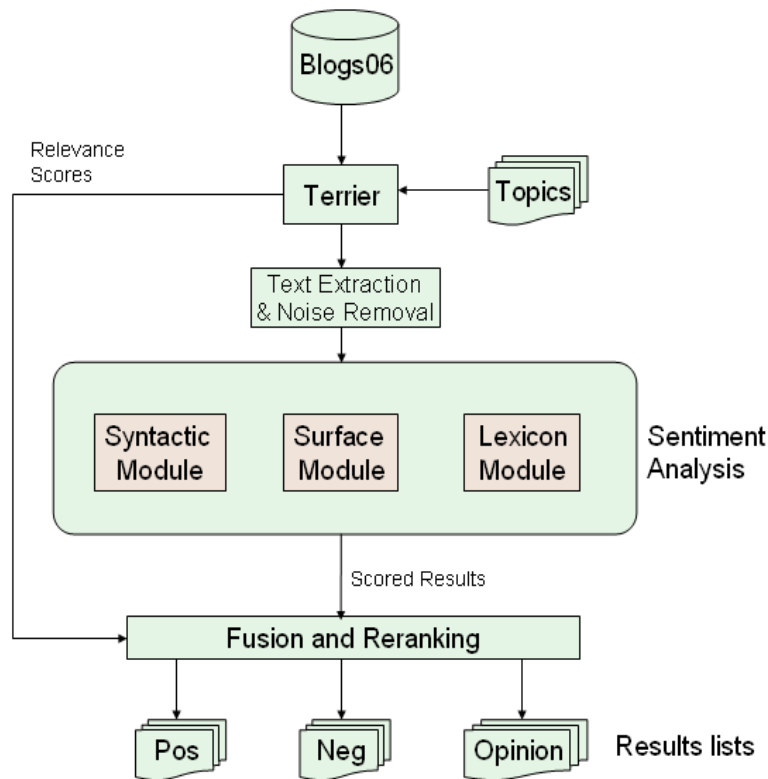 Blogs06
Relevance
Scores
Terrier
Topics
Text Extraction
& Noise Removal
Syntactic
Module
Surface
Module
Lexicon
Module
Sentiment
Analysis
Scored Results
Fusion and Reranking
Pos
Neg
Opinion
Results lists